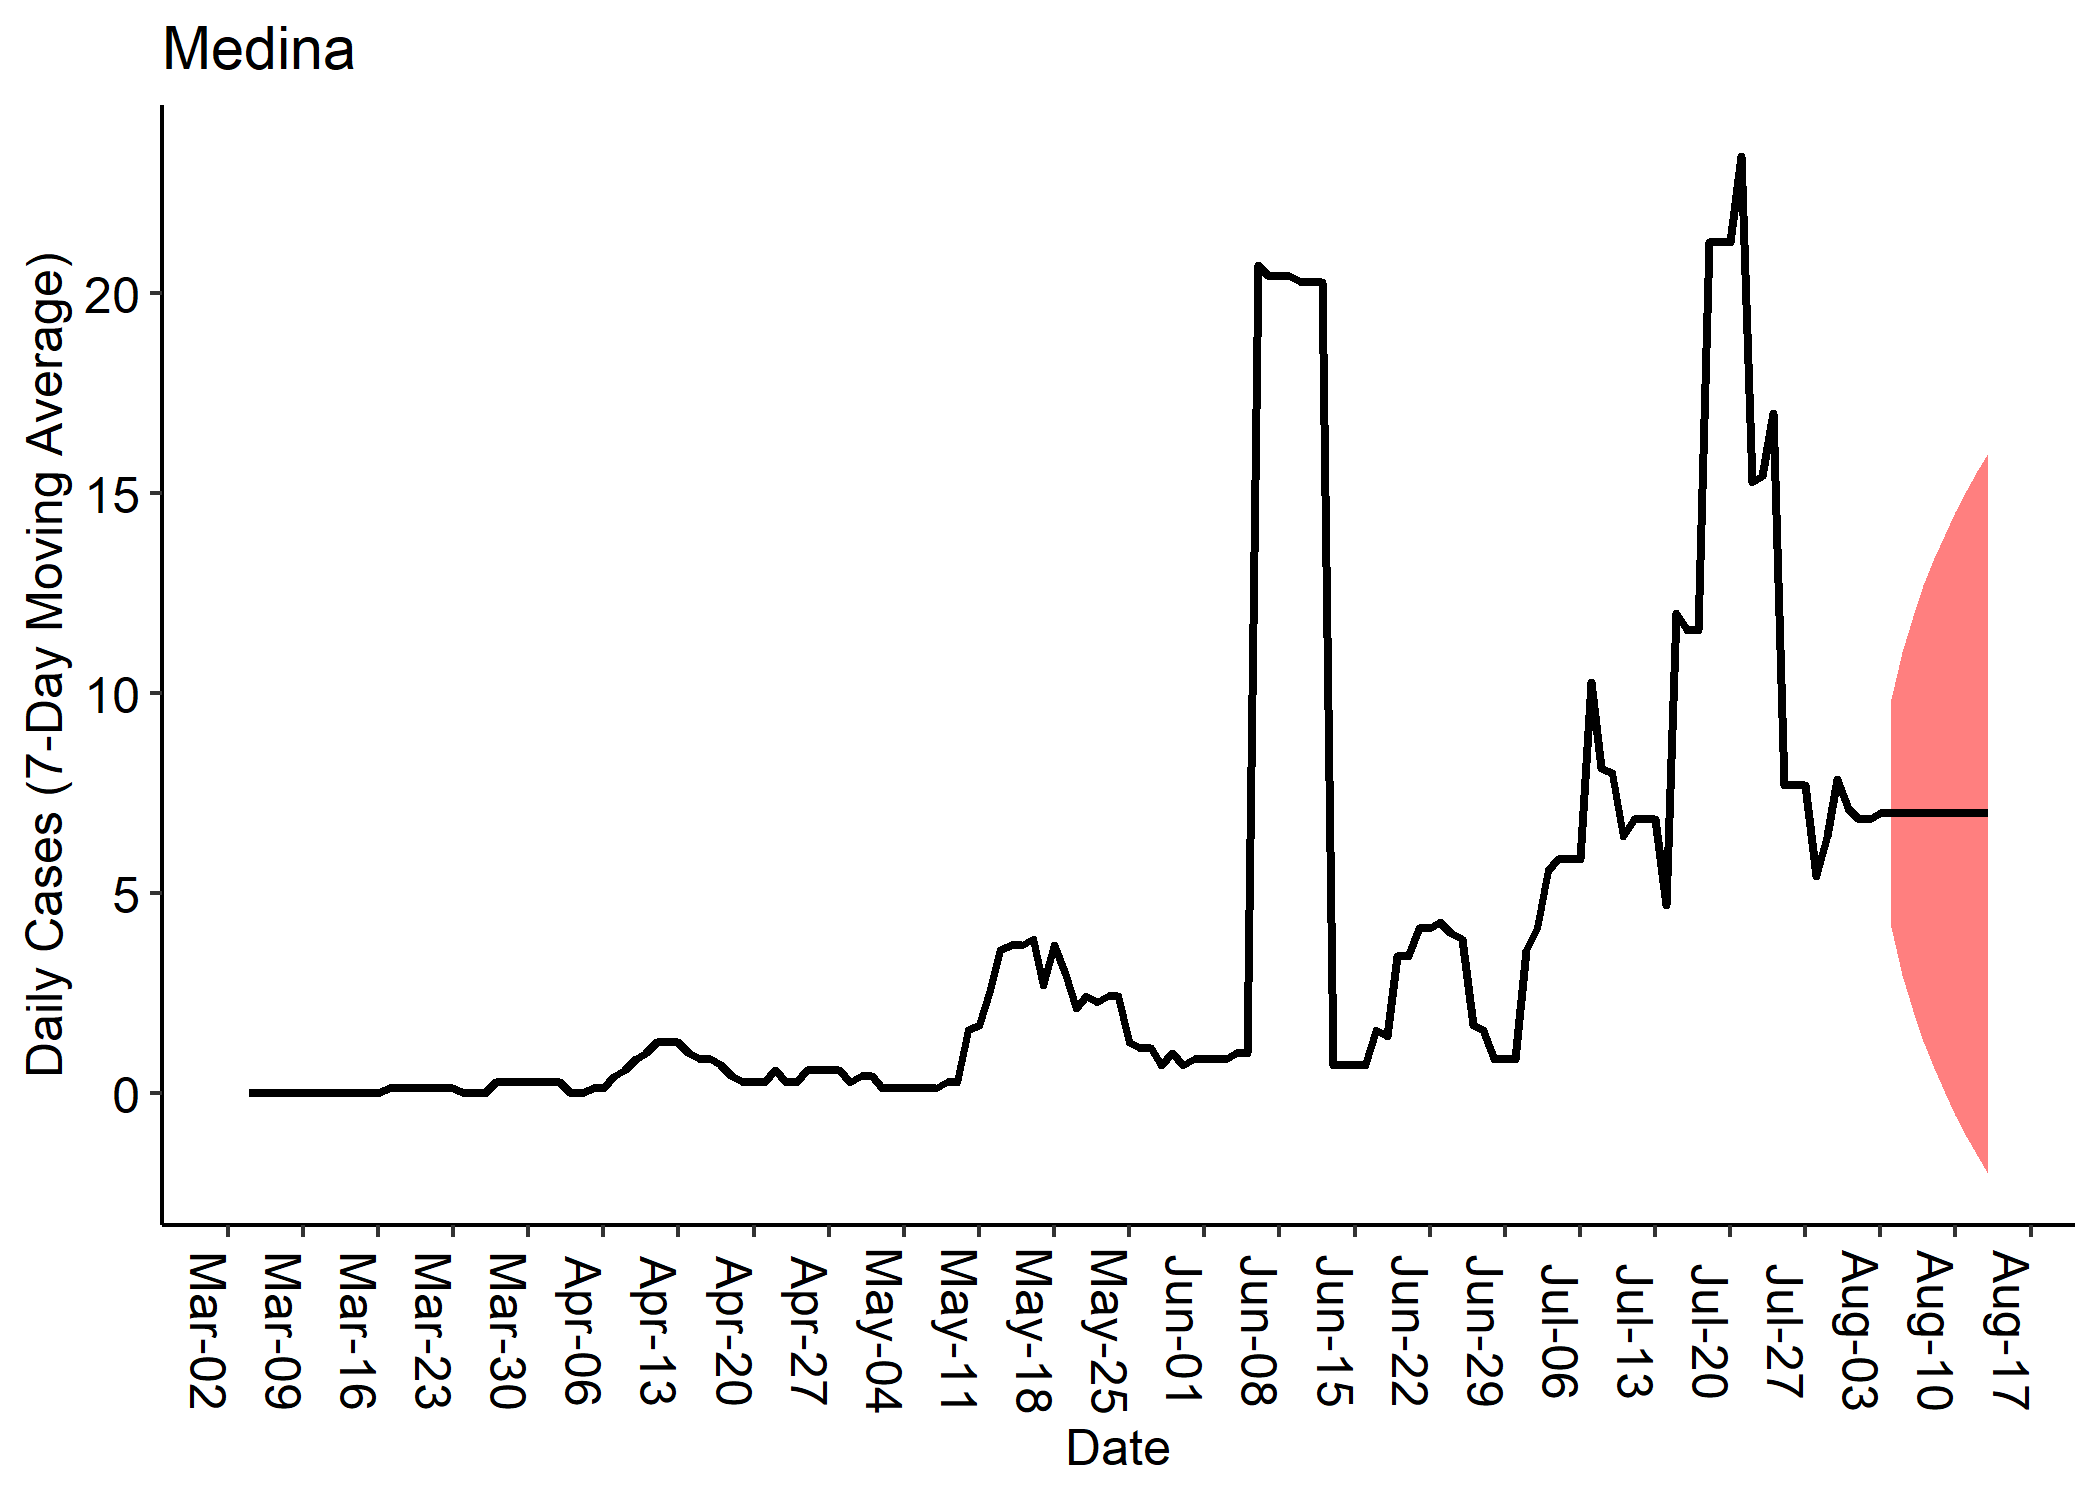 Medina
Daily Cases (7-Day Moving Average)
20
15
10
5
0
Mar-02
Mar-09
Mar-16
Mar-23
Mar-30
Apr-06
Apr-13
Apr-20
Apr-27
May-04
May-11
May-18
May-25
Jun-01
Jun-08
Jun-15
Jun-22
Jun-29
Jul-06
Jul-13
Jul-20
Jul-27
Aug-03
Aug-10
Aug-17
Date